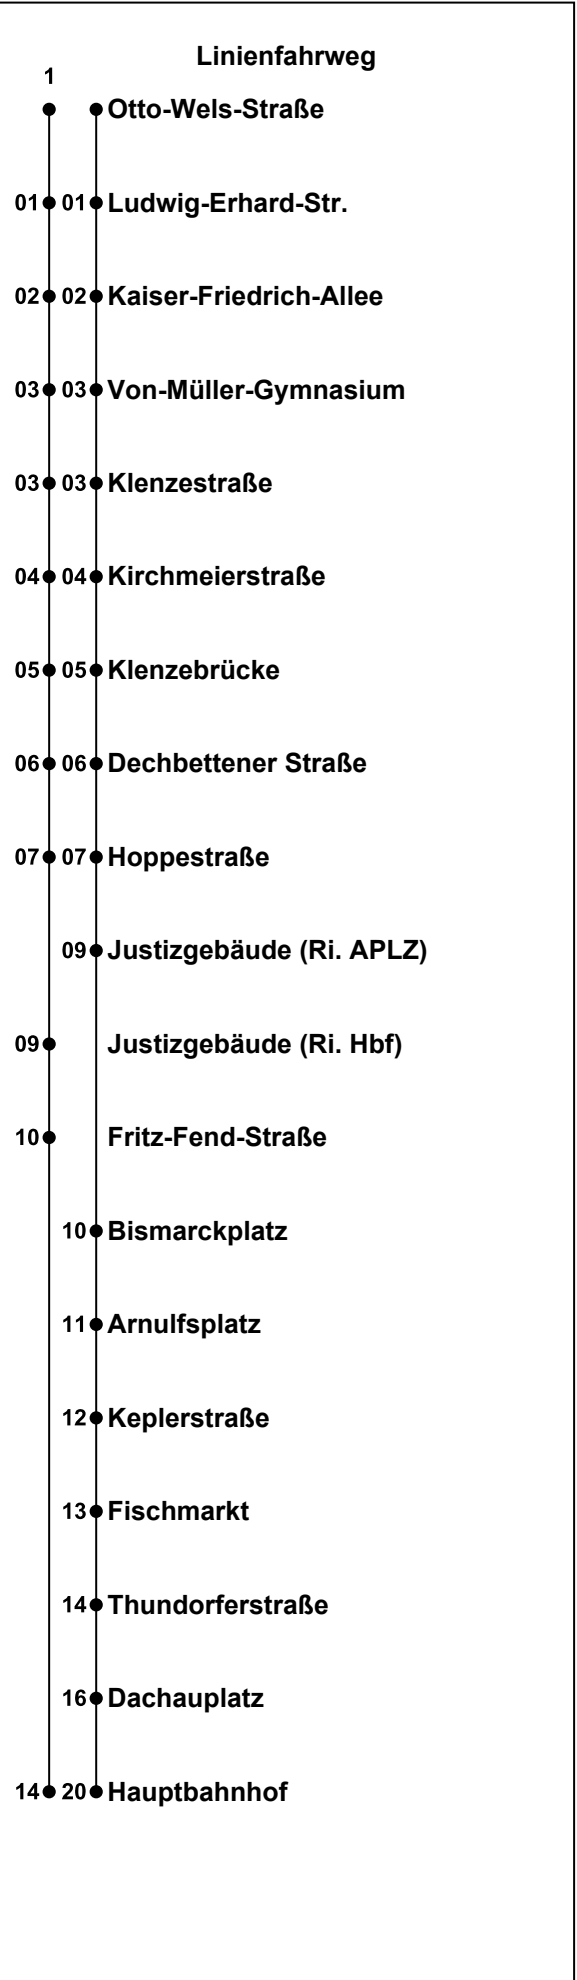 Linienfahrweg
1
Otto-Wels-Straße
01 01 Ludwig-Erhard-Str.
02 02 Kaiser-Friedrich-Allee
03 03 Von-Müller-Gymnasium
03 03 Klenzestraße
04 04 Kirchmeierstraße
05 05 Klenzebrücke
06 06 Dechbettener Straße
07 07 Hoppestraße
09 Justizgebäude (Ri. APLZ)
09 Justizgebäude (Ri. Hbf)
10 Fritz-Fend-Straße
10 Bismarckplatz
11 Arnulfsplatz
12 Keplerstraße
13 Fischmarkt
14 Thundorferstraße
16 Dachauplatz
14 20 Hauptbahnhof